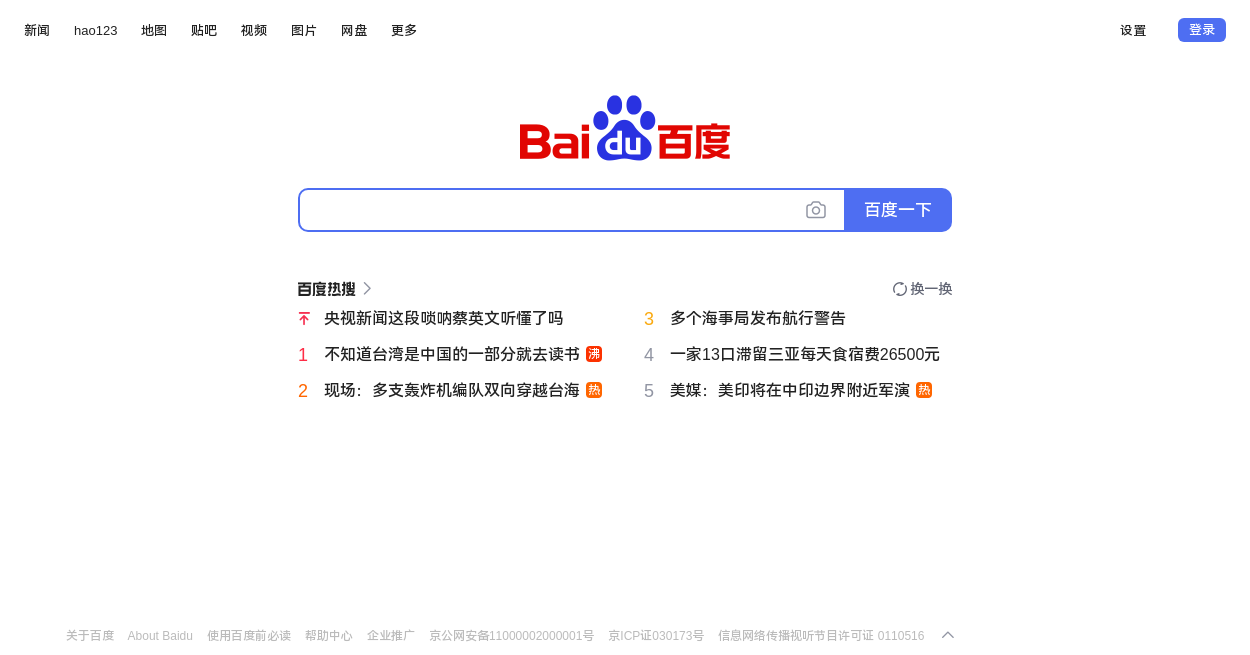 新闻 hao123 地图 贴吧 视频 图片 网盘 更多 设置 登录
Bai du 百度
百度一下
百度热搜 换一换
央视新闻这段唢呐蔡英文听懂了吗
1 不知道台湾是中国的一部分就去读书 沸
2 现场：多支轰炸机编队双向穿越台海 热
3 多个海事局发布航行警告
4 一家13口滞留三亚每天食宿费26500元
5 美媒：美印将在中印边界附近军演 热
关于百度 About Baidu 使用百度前必读 帮助中心 企业推广 京公网安备11000002000001号 京ICP证030173号 信息网络传播视听节目许可证 0110516